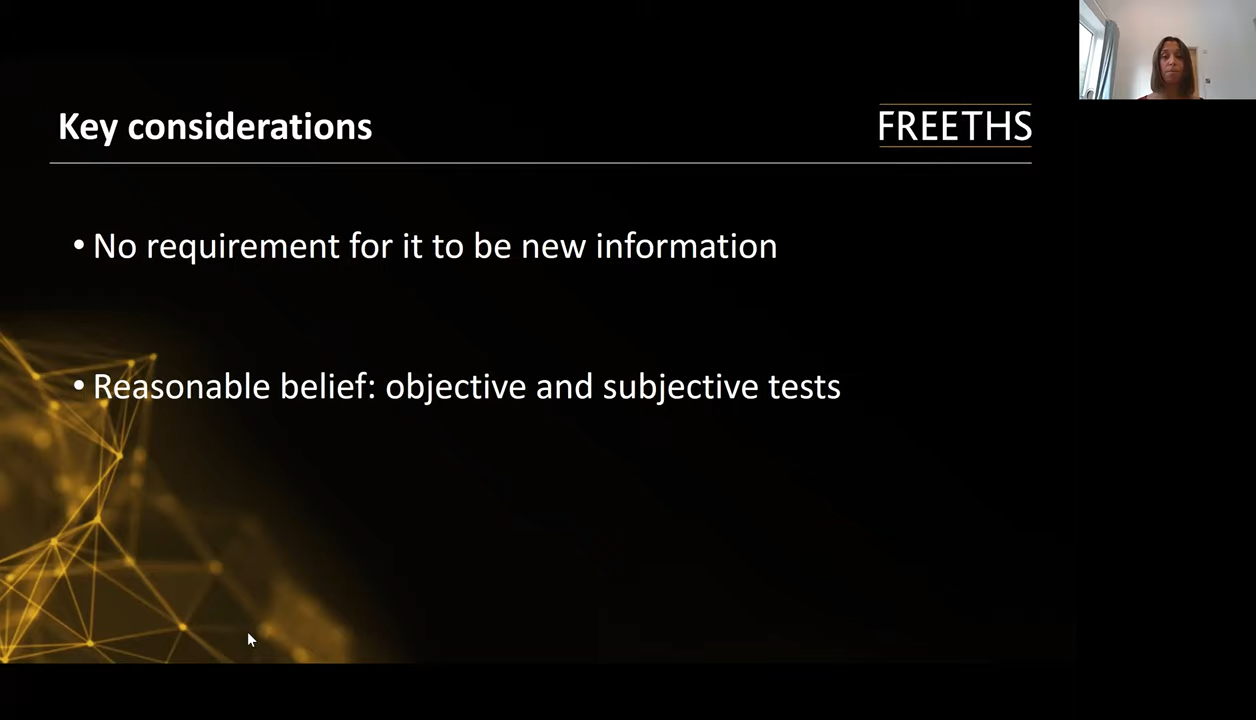 Key considerations
FREETHS
• No requirement for it to be new information
• Reasonable belief: objective and subjective tests